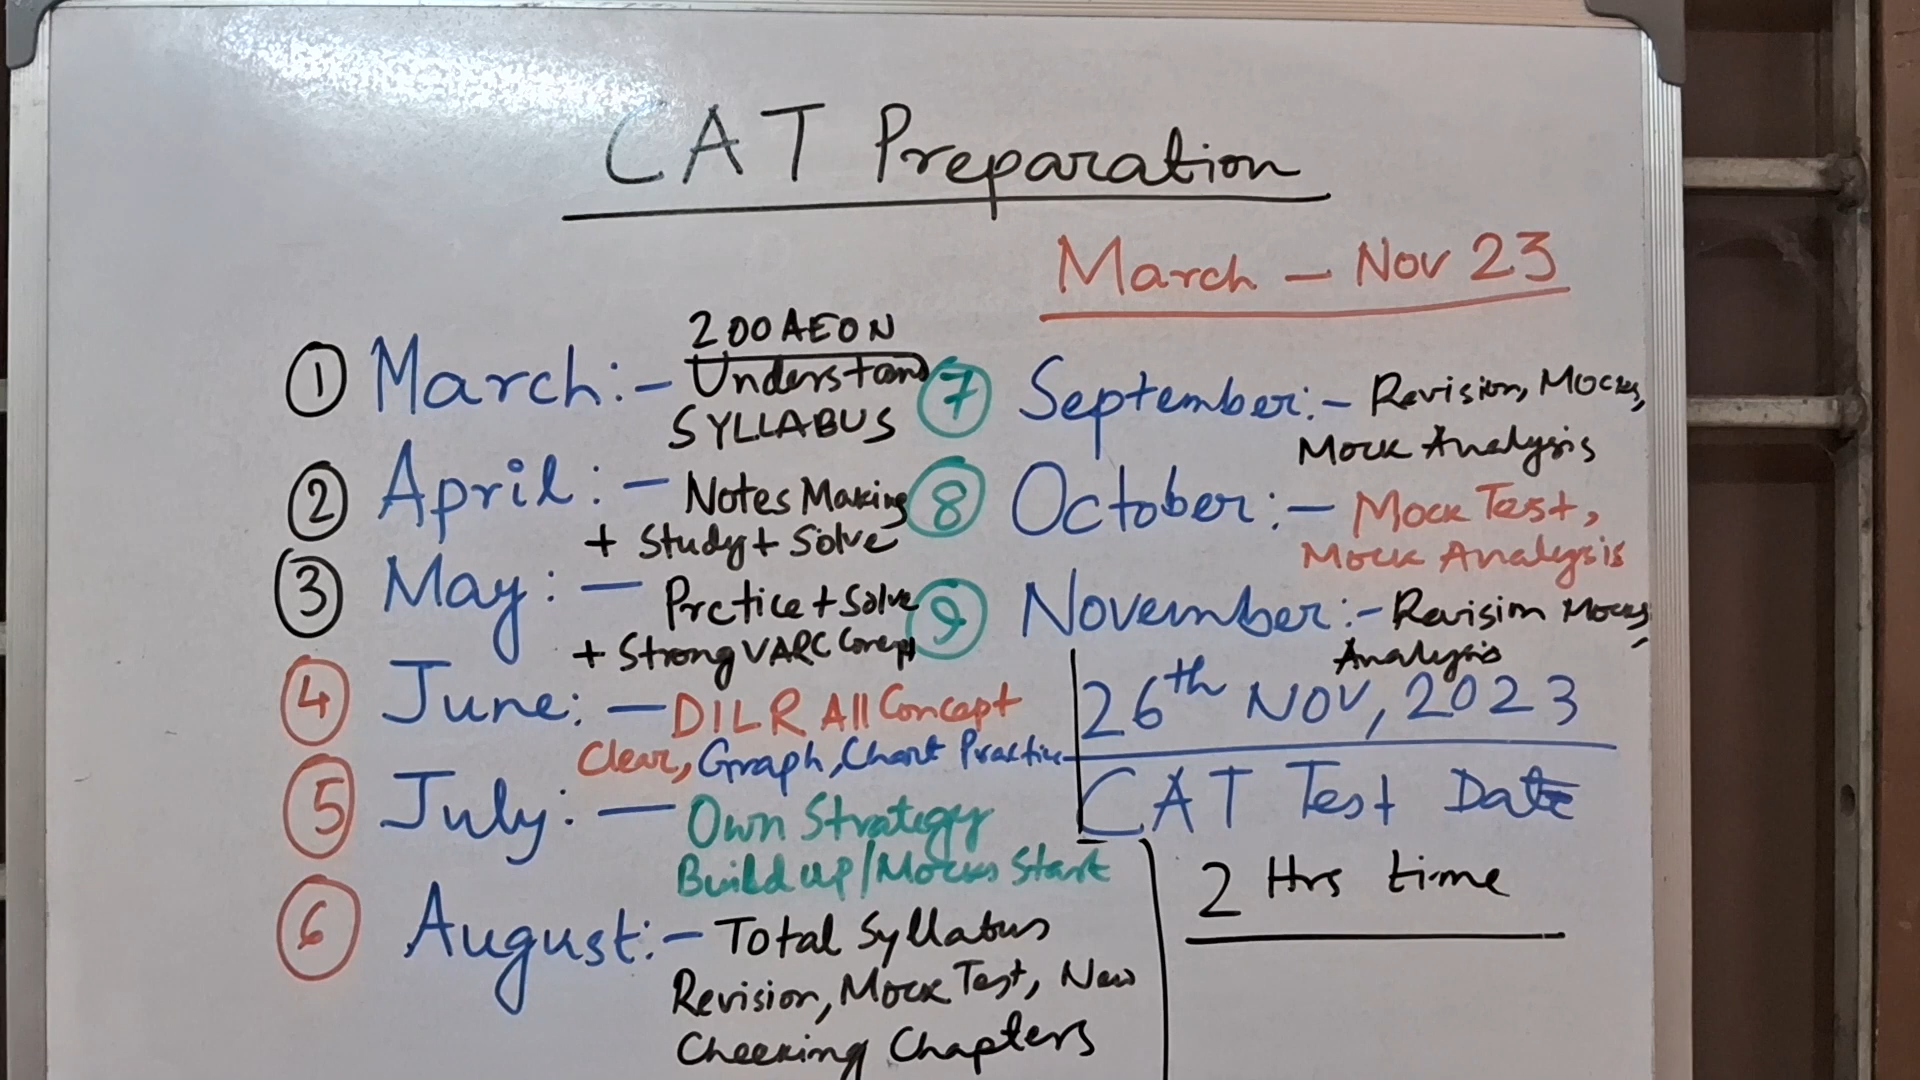 CAT Preparation
March - Nov 23
200 AEON
① March:- Understand
SYLLABUS
② April:- Notes Making
+ Study + Solve
③ May:- Prctice + Solve
+ Strong VARC Concept
④ June:- DILR All Concept
Clear, Graph, Chart Practice
⑤ July:- Own Strategy
Build up/Mocks Start
⑥ August:- Total Syllabus
Revision, Mock Test, New
Checking Chapters
⑦ September:- Revision, Mocks,
Mock Analysis
⑧ October:- Mock Test,
Mock Analysis
⑨ November:- Revision Mocks,
Analysis
26th NOV, 2023
CAT Test Date
2 Hrs time